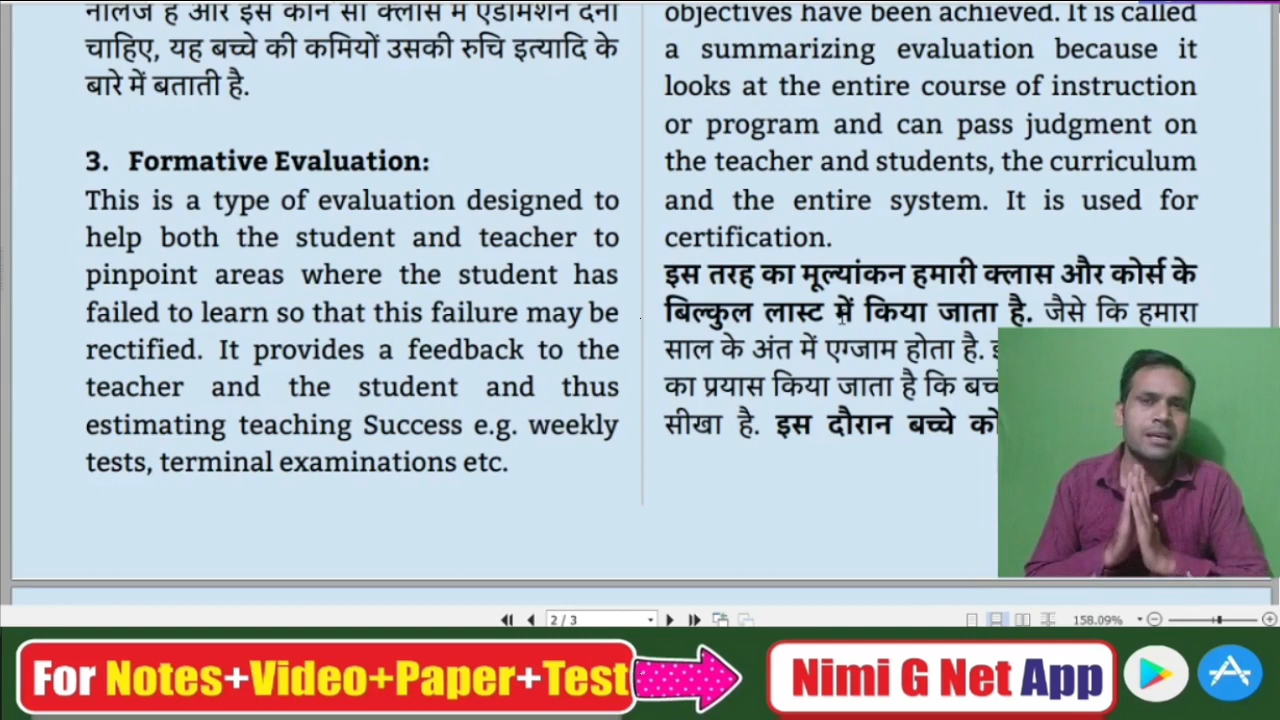 नॉलेज है और इसे कौन सी क्लास में एडमिशन देना
चाहिए, यह बच्चे की कमियों उसकी रुचि इत्यादि के
बारे में बताती है.
3. Formative Evaluation:
This is a type of evaluation designed to
help both the student and teacher to
pinpoint areas where the student has
failed to learn so that this failure may be
rectified. It provides a feedback to the
teacher and the student and thus
estimating teaching Success e.g. weekly
tests, terminal examinations etc.
objectives have been achieved. It is called
a summarizing evaluation because it
looks at the entire course of instruction
or program and can pass judgment on
the teacher and students, the curriculum
and the entire system. It is used for
certification.
इस तरह का मूल्यांकन हमारी क्लास और कोर्स के
बिल्कुल लास्ट में किया जाता है. जैसे कि हमारा
साल के अंत में एग्जाम होता है.
का प्रयास किया जाता है कि
सीखा है. इस दौरान बच्चे को
2 / 3
158.09%
For Notes+Video+Paper+Test
Nimi G Net App